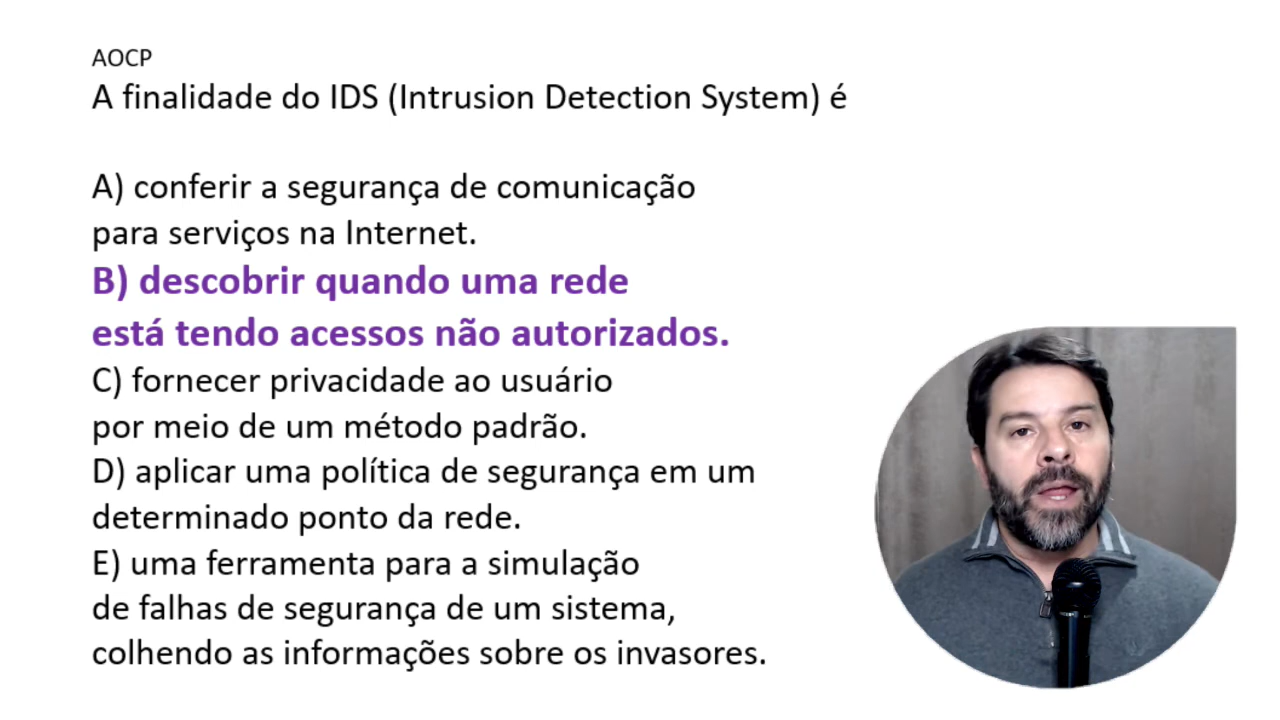 AOCP
A finalidade do IDS (Intrusion Detection System) é
A) conferir a segurança de comunicação
para serviços na Internet.
B) descobrir quando uma rede
está tendo acessos não autorizados.
C) fornecer privacidade ao usuário
por meio de um método padrão.
D) aplicar uma política de segurança em um
determinado ponto da rede.
E) uma ferramenta para a simulação
de falhas de segurança de um sistema,
colhendo as informações sobre os invasores.